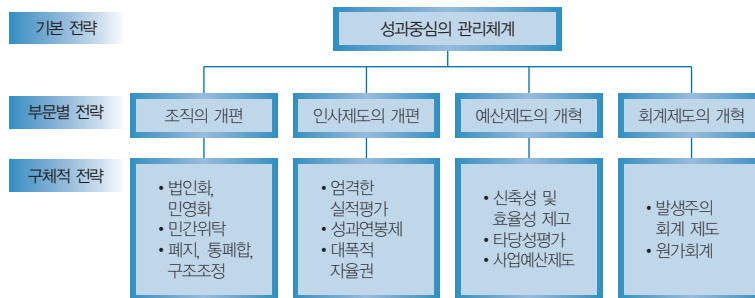 기본 전략
성과중심의 관리체계
부문별 전략
조직의 개편
인사제도의 개편
예산제도의 개혁
회계제도의 개혁
구체적 전략
• 법인화,
민영화
• 민간위탁
• 폐지, 통폐합,
구조조정
• 엄격한
실적평가
• 성과연봉제
• 대폭적
자율권
• 신축성 및
효율성 제고
• 타당성평가
• 사업예산제도
• 발생주의
회계 제도
• 원가회계